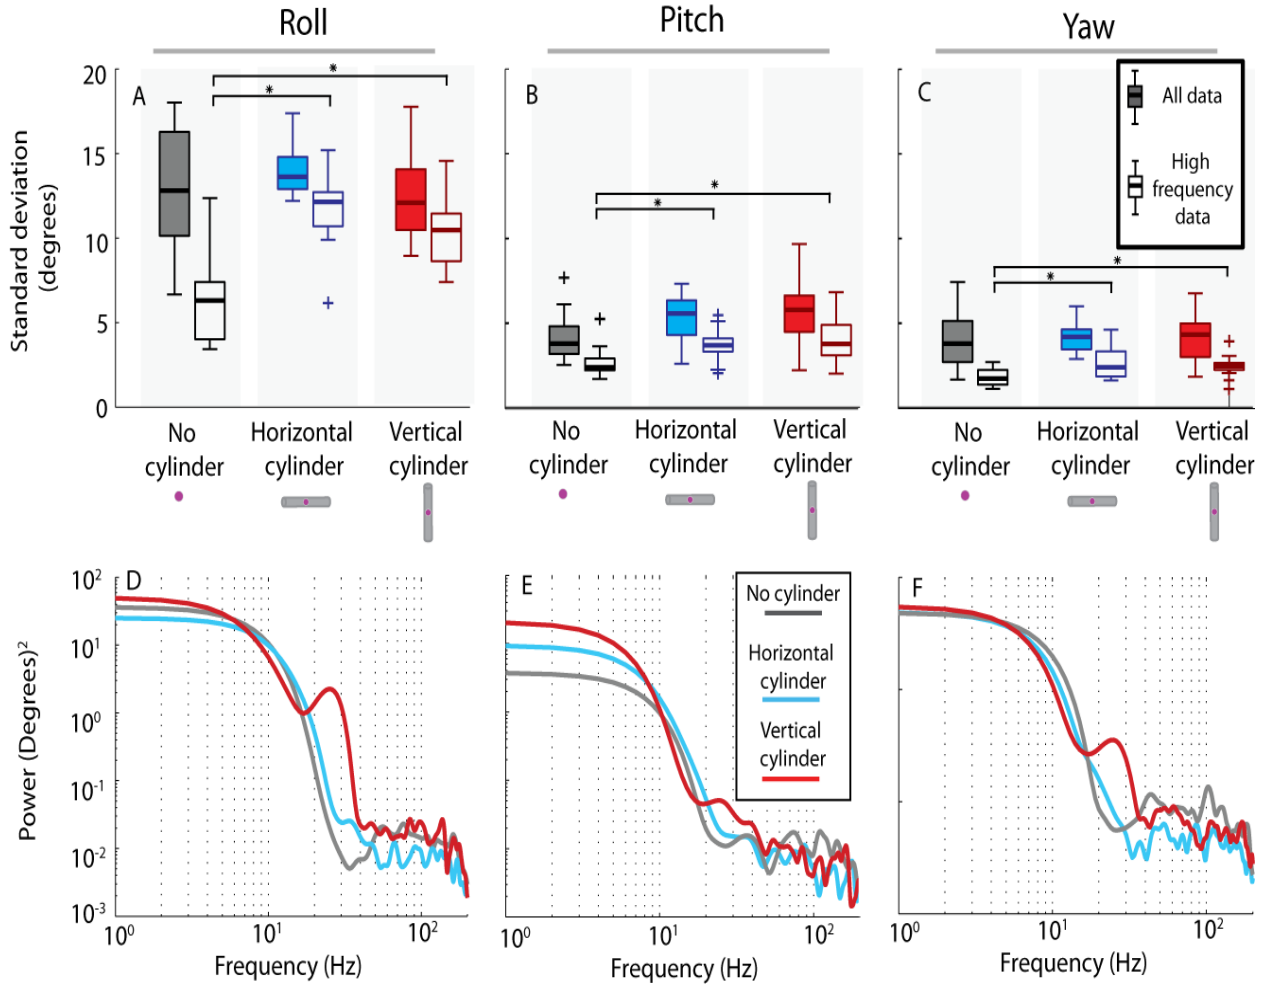 Roll
Pitch
Yaw
A
B
C
*
*
*
*
*
*
All data
High
frequency
data
Standard deviation
(degrees)
20
15
10
5
0
No
cylinder
Horizontal
cylinder
Vertical
cylinder
No
cylinder
Horizontal
cylinder
Vertical
cylinder
No
cylinder
Horizontal
cylinder
Vertical
cylinder
D
E
F
No cylinder
Horizontal
cylinder
Vertical
cylinder
Power (Degrees)²
10²
10¹
10⁰
10⁻¹
10⁻²
10⁻³
10⁰ 10¹ 10²
Frequency (Hz)
10⁰ 10¹ 10²
Frequency (Hz)
10⁰ 10¹ 10²
Frequency (Hz)